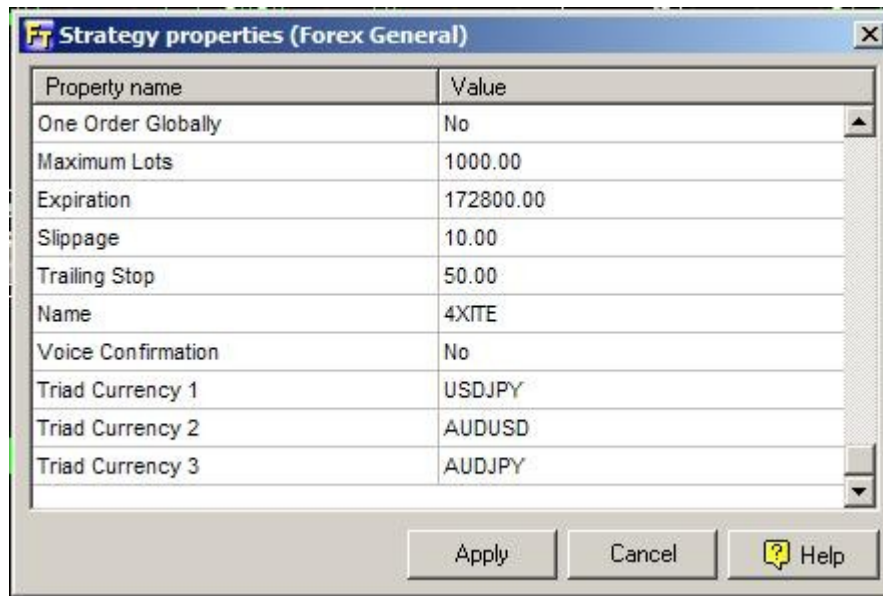 FT Strategy properties (Forex General)
Property name Value
One Order Globally No
Maximum Lots 1000.00
Expiration 172800.00
Slippage 10.00
Trailing Stop 50.00
Name 4XITE
Voice Confirmation No
Triad Currency 1 USDJPY
Triad Currency 2 AUDUSD
Triad Currency 3 AUDJPY
Apply Cancel ? Help